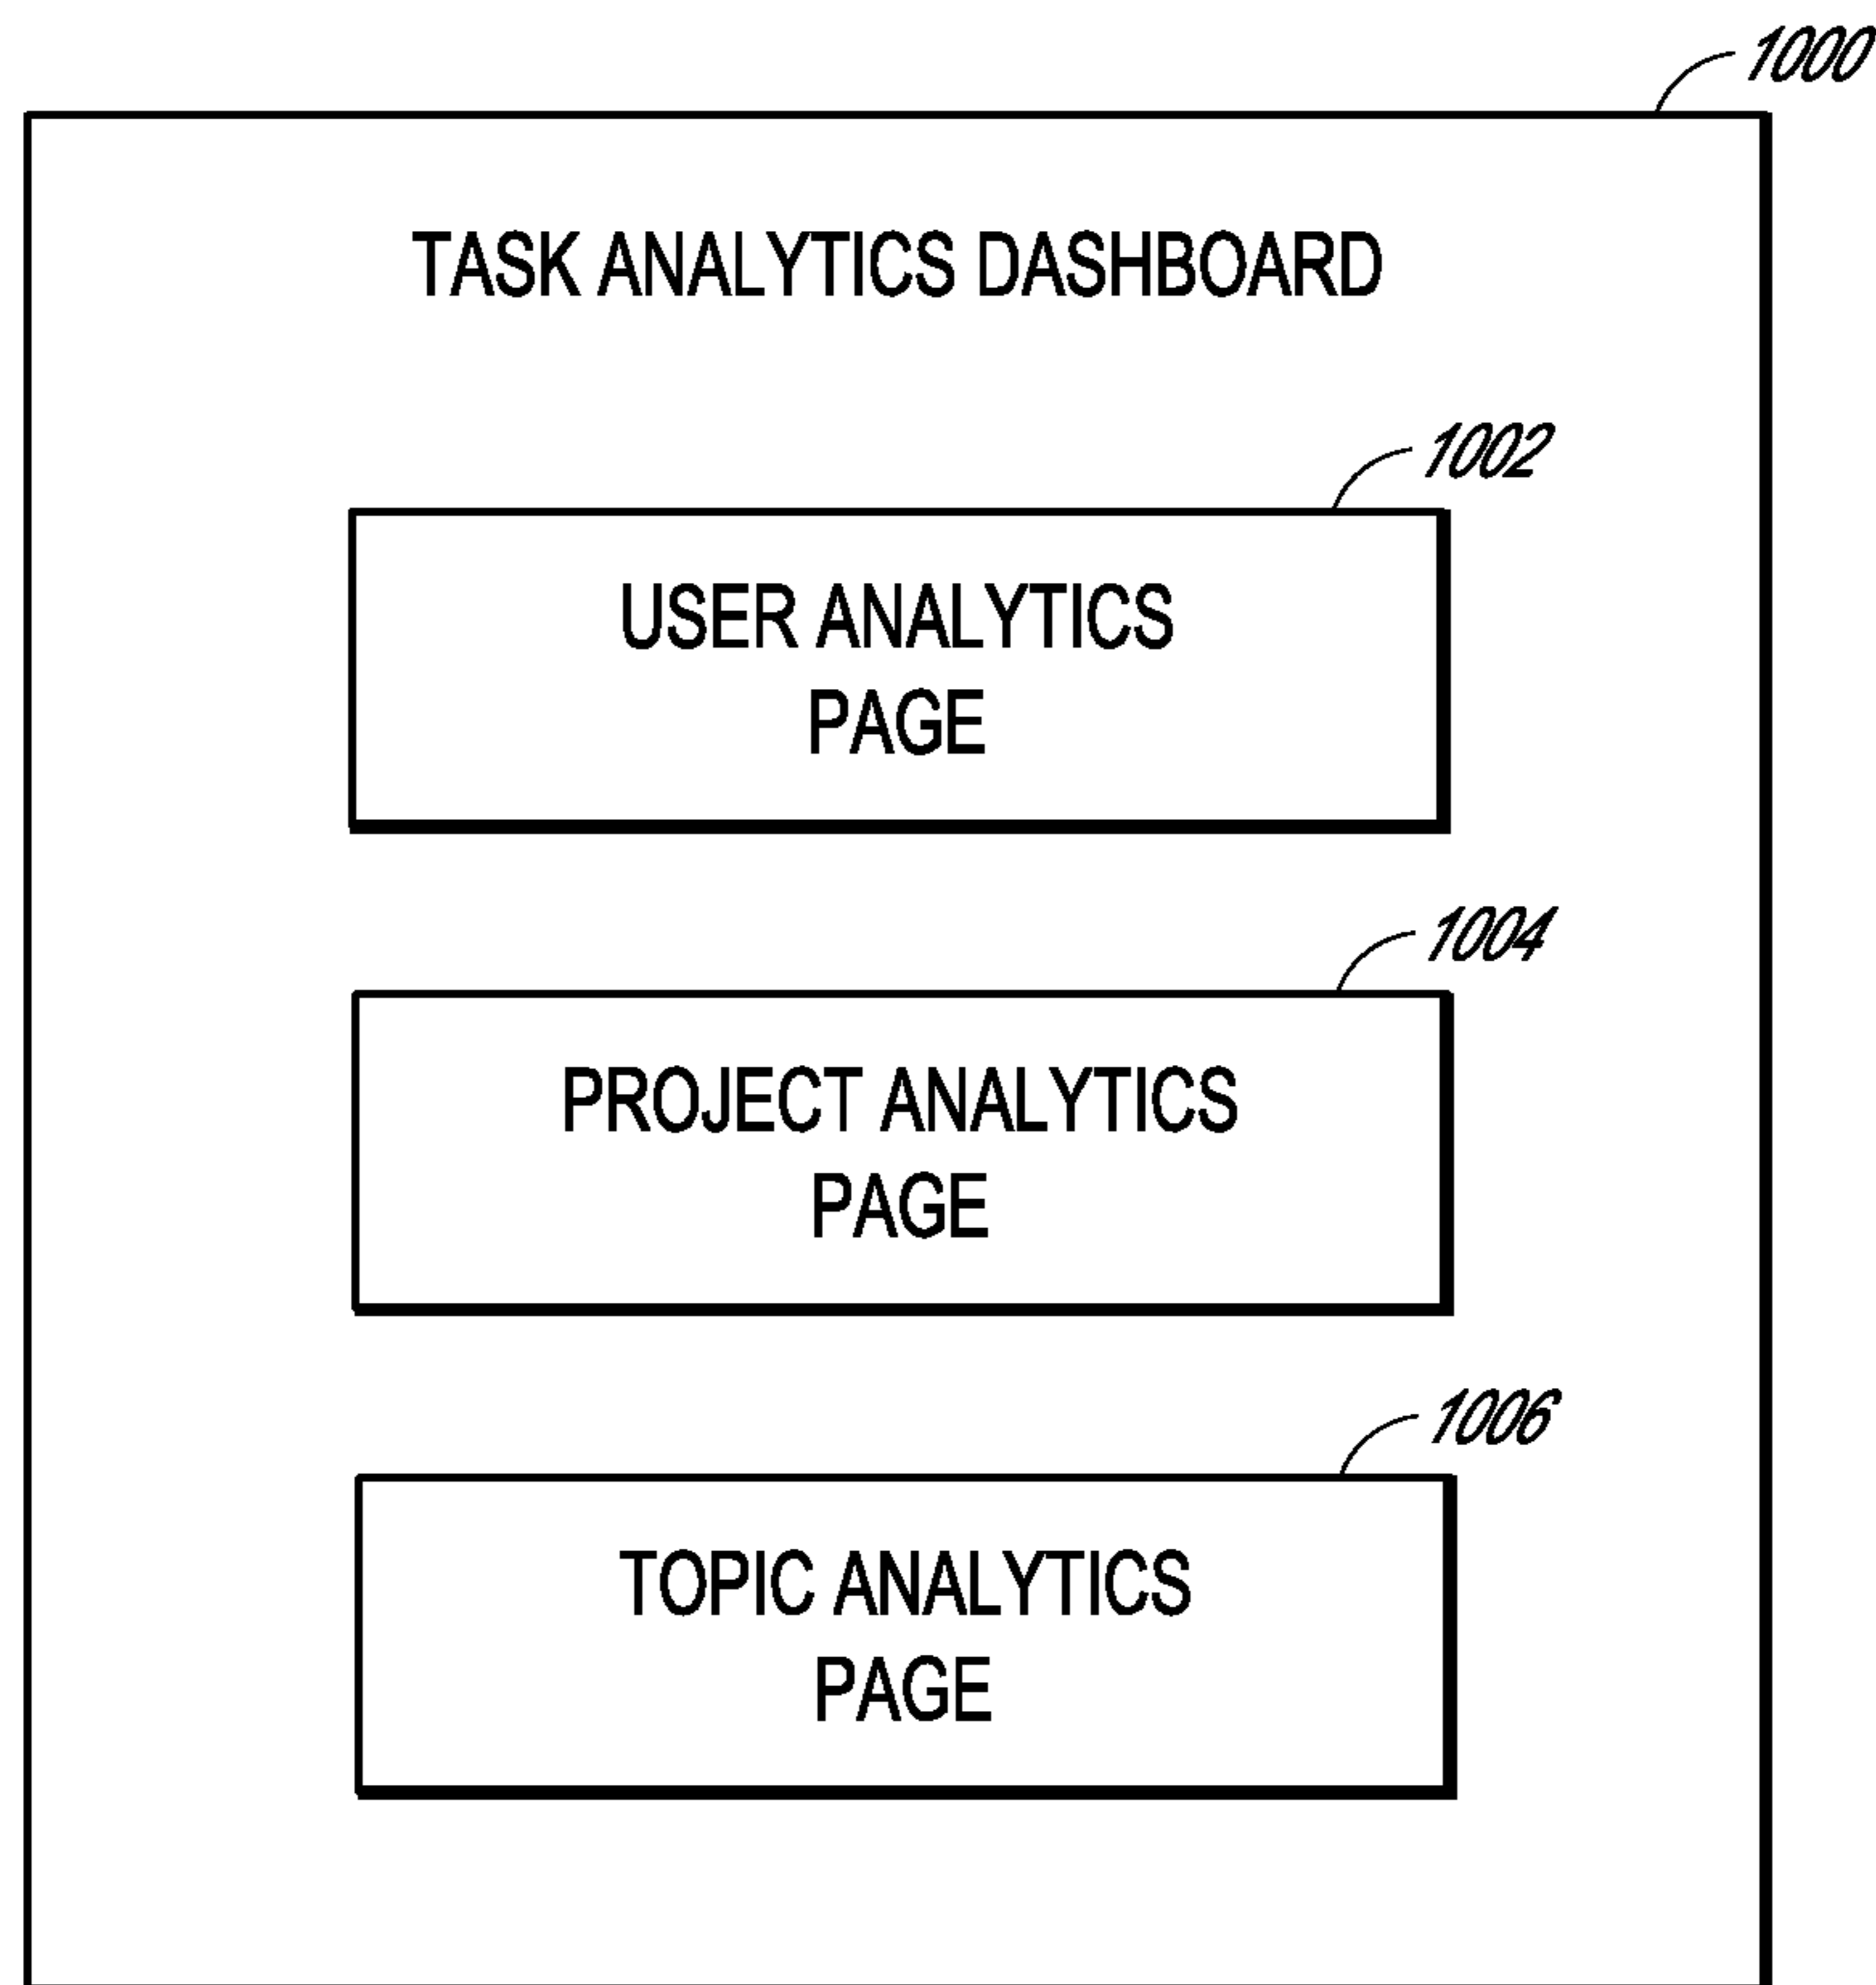 1000
TASK ANALYTICS DASHBOARD
1002
USER ANALYTICS
PAGE
1004
PROJECT ANALYTICS
PAGE
1006
TOPIC ANALYTICS
PAGE